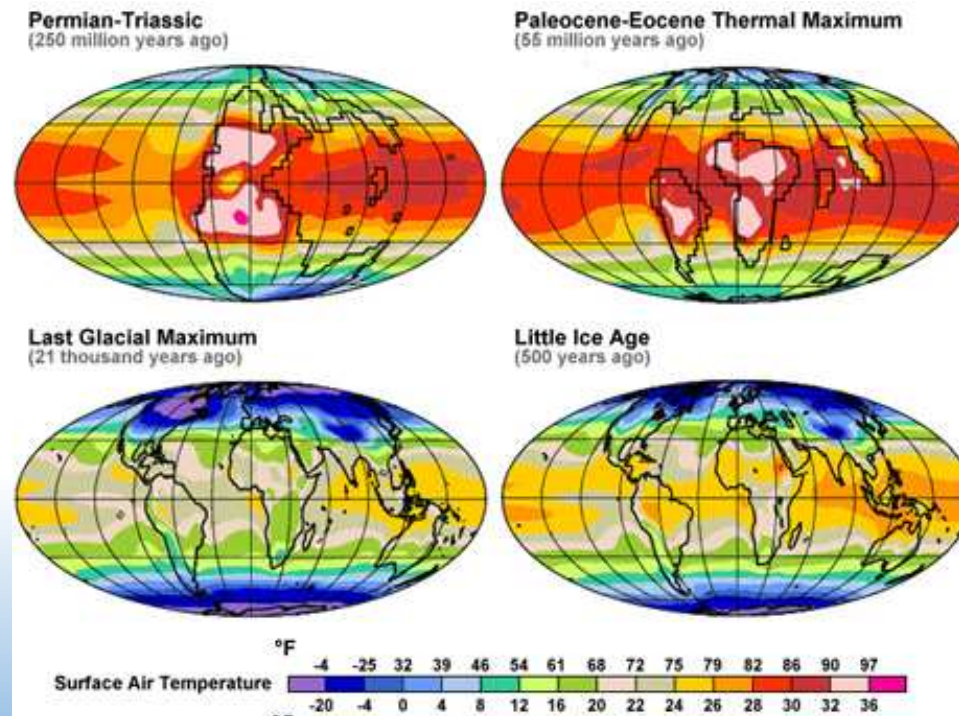 Permian-Triassic
(250 million years ago)
Paleocene-Eocene Thermal Maximum
(55 million years ago)
Last Glacial Maximum
(21 thousand years ago)
Little Ice Age
(500 years ago)
°F
-4 -25 32 39 46 54 61 68 72 75 79 82 86 90 97
Surface Air Temperature
-20 -4 0 4 8 12 16 20 22 24 26 28 30 32 36